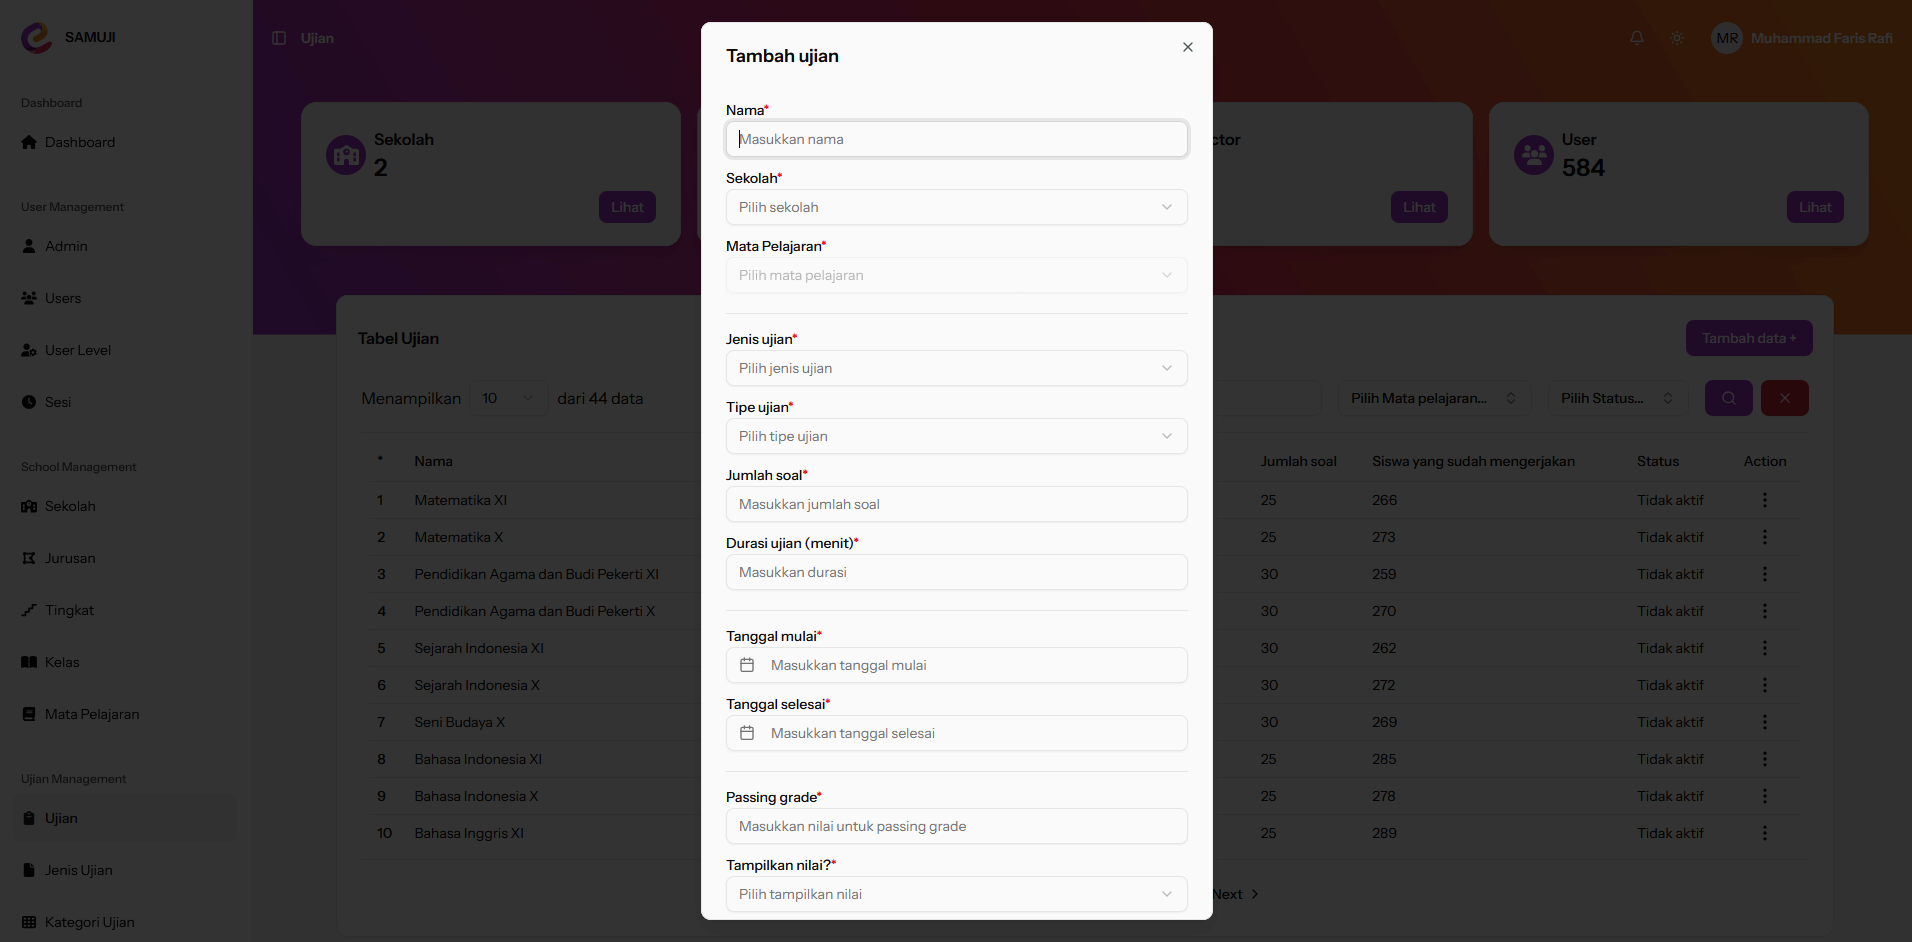 SAMUJI
Dashboard
Dashboard
User Management
Admin
Users
User Level
Sesi
School Management
Sekolah
Jurusan
Tingkat
Kelas
Mata Pelajaran
Ujian Management
Ujian
Jenis Ujian
Kategori Ujian
Ujian
MR Muhammad Faris Rafi
Sekolah
2
Lihat
Lihat
User
584
Lihat
Tabel Ujian
Tambah data +
Menampilkan 10 dari 44 data
Pilih Mata pelajaran... Pilih Status...
* Nama Jumlah soal Siswa yang sudah mengerjakan Status Action
1 Matematika XI 25 266 Tidak aktif
2 Matematika X 25 273 Tidak aktif
3 Pendidikan Agama dan Budi Pekerti XI 30 259 Tidak aktif
4 Pendidikan Agama dan Budi Pekerti X 30 270 Tidak aktif
5 Sejarah Indonesia XI 30 262 Tidak aktif
6 Sejarah Indonesia X 30 272 Tidak aktif
7 Seni Budaya X 30 269 Tidak aktif
8 Bahasa Indonesia XI 25 285 Tidak aktif
9 Bahasa Indonesia X 25 278 Tidak aktif
10 Bahasa Inggris XI 25 289 Tidak aktif
Next
Tambah ujian
Nama*
Masukkan nama
Sekolah*
Pilih sekolah
Mata Pelajaran*
Pilih mata pelajaran
Jenis ujian*
Pilih jenis ujian
Tipe ujian*
Pilih tipe ujian
Jumlah soal*
Masukkan jumlah soal
Durasi ujian (menit)*
Masukkan durasi
Tanggal mulai*
Masukkan tanggal mulai
Tanggal selesai*
Masukkan tanggal selesai
Passing grade*
Masukkan nilai untuk passing grade
Tampilkan nilai?*
Pilih tampilkan nilai